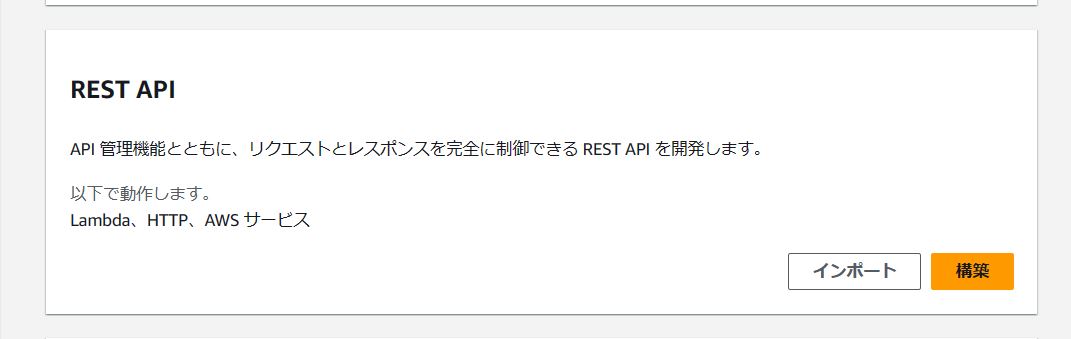 REST API
API 管理機能とともに、リクエストとレスポンスを完全に制御できる REST API を開発します。
以下で動作します。
Lambda、HTTP、AWS サービス
インポート
構築